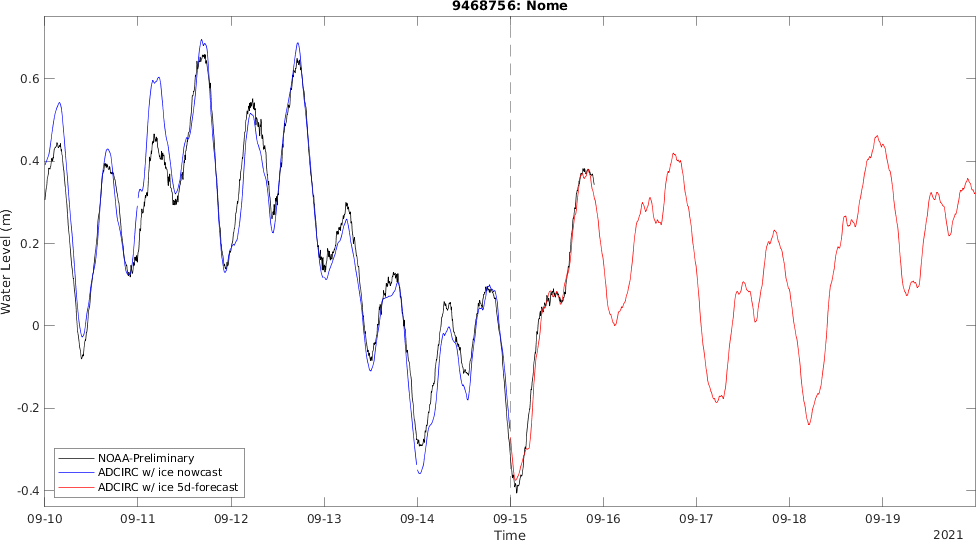 9468756: Nome
Water Level (m)
0.6
0.4
0.2
0
-0.2
-0.4
NOAA-Preliminary
ADCIRC w/ ice nowcast
ADCIRC w/ ice 5d-forecast
09-10 09-11 09-12 09-13 09-14 09-15 09-16 09-17 09-18 09-19
Time
2021